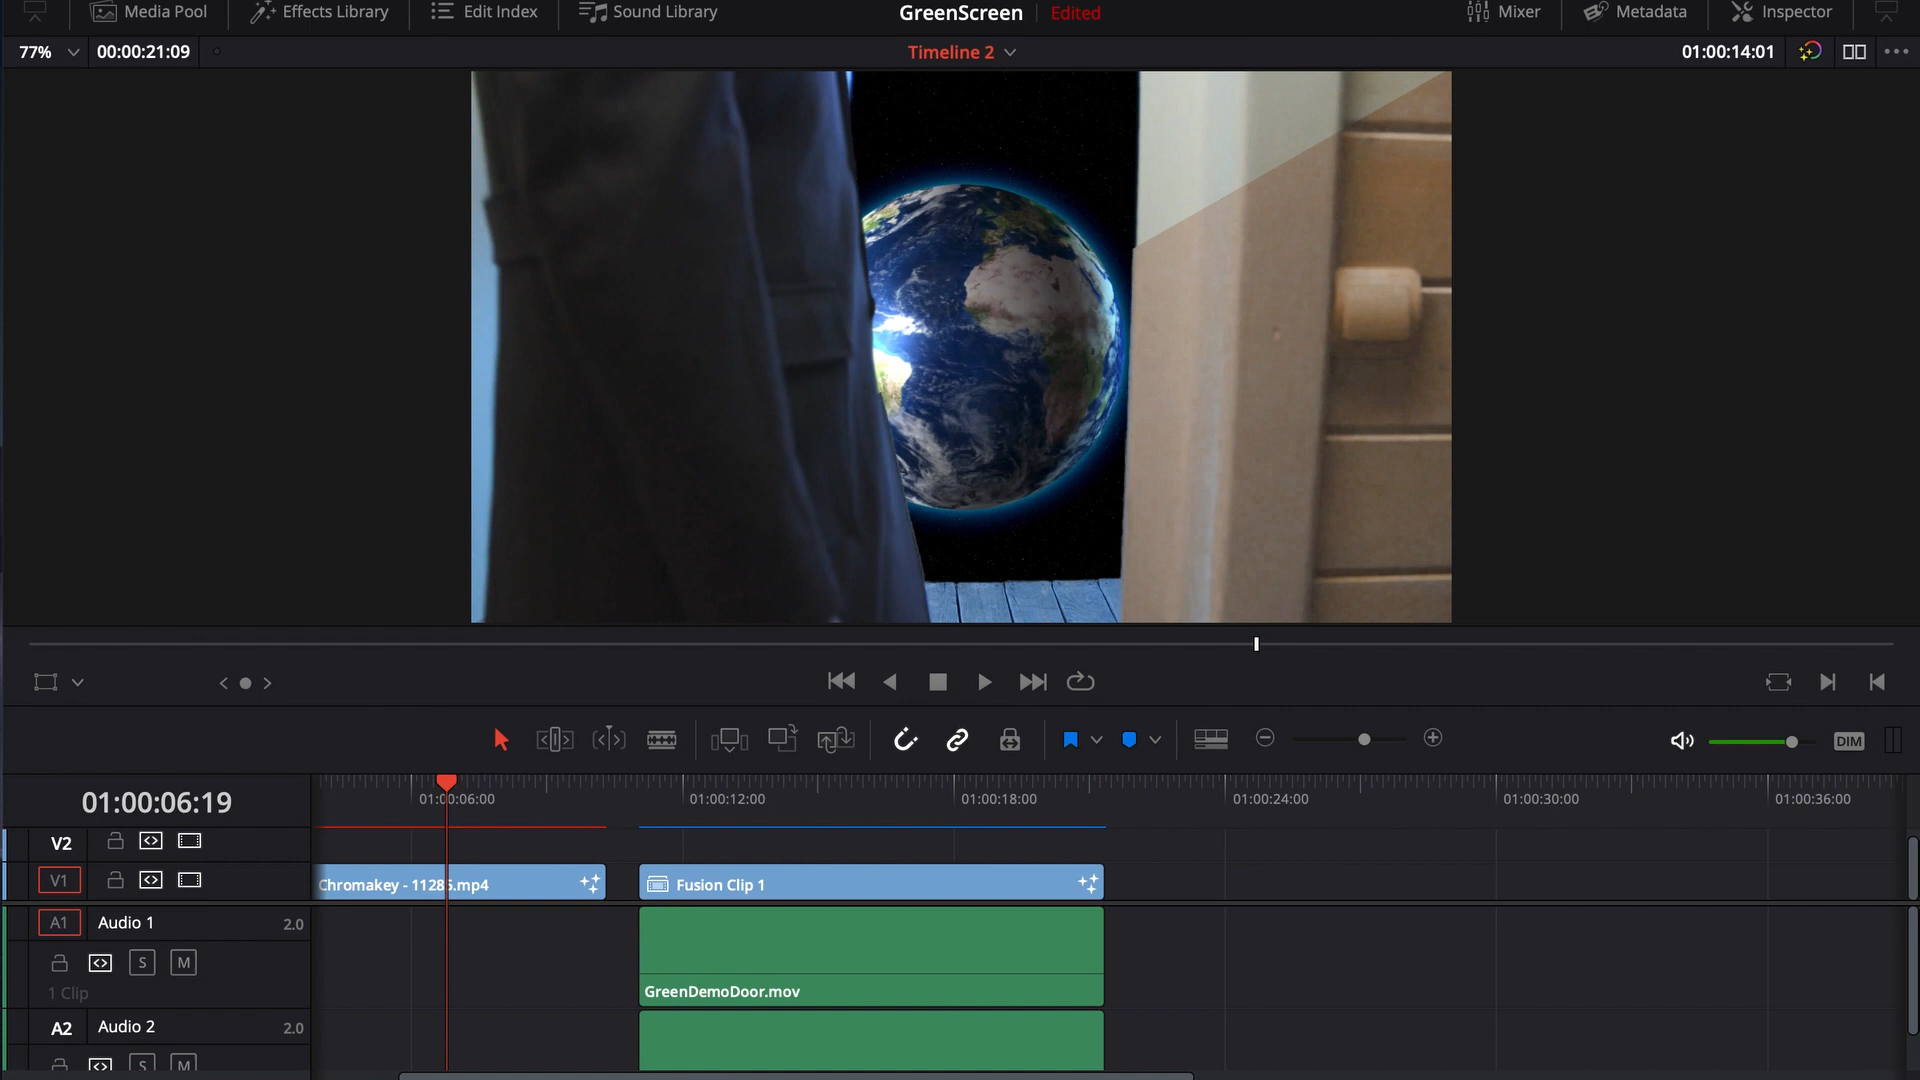 Media Pool
Effects Library
Edit Index
Sound Library
GreenScreen
Edited
Mixer
Metadata
Inspector
77%
00:00:21:09
Timeline 2
01:00:14:01
DIM
01:00:06:19
01:00:06:00
01:00:12:00
01:00:18:00
01:00:24:00
01:00:30:00
01:00:36:00
V2
V1
Chromakey - 11285.mp4
Fusion Clip 1
A1
Audio 1
2.0
S
M
1 Clip
GreenDemoDoor.mov
A2
Audio 2
2.0
S
M